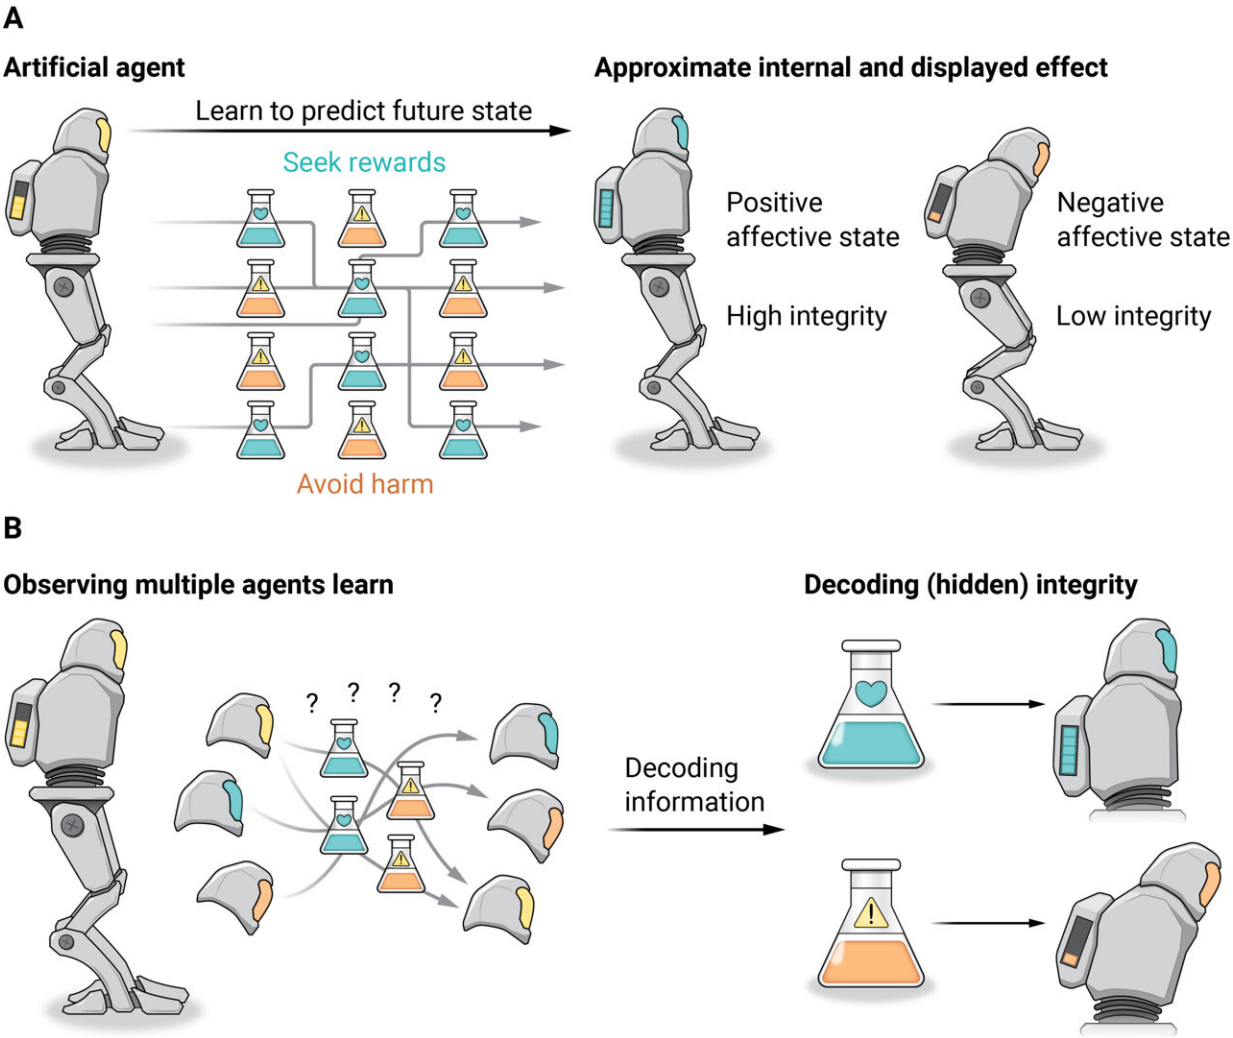 A
Artificial agent
Approximate internal and displayed effect
Learn to predict future state
Seek rewards
Positive
affective state
Negative
affective state
High integrity
Low integrity
Avoid harm
B
Observing multiple agents learn
Decoding (hidden) integrity
? ? ? ?
Decoding
information